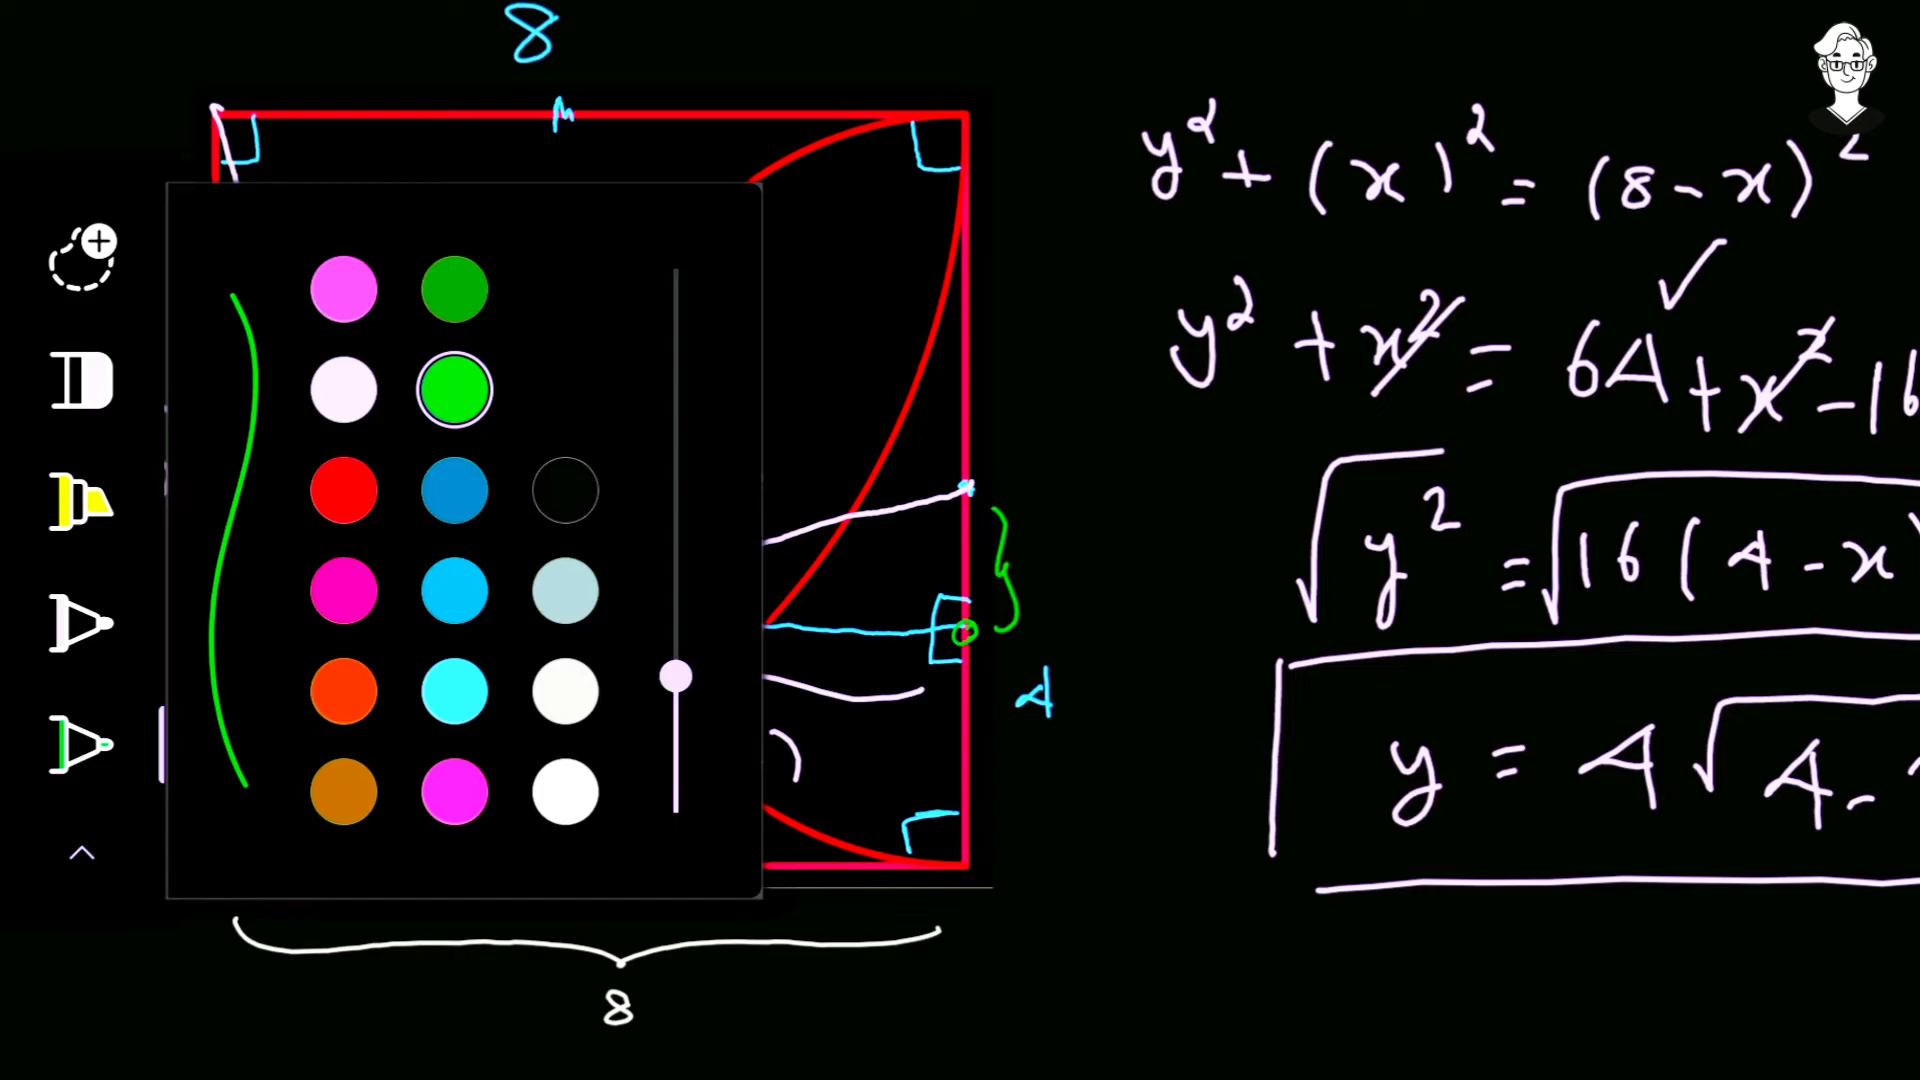 8
y² + (x)² = (8 - x)²
y² + x² = 64 + x² - 16
√y² = √16(4 - x)
4
y = 4√4 -
8